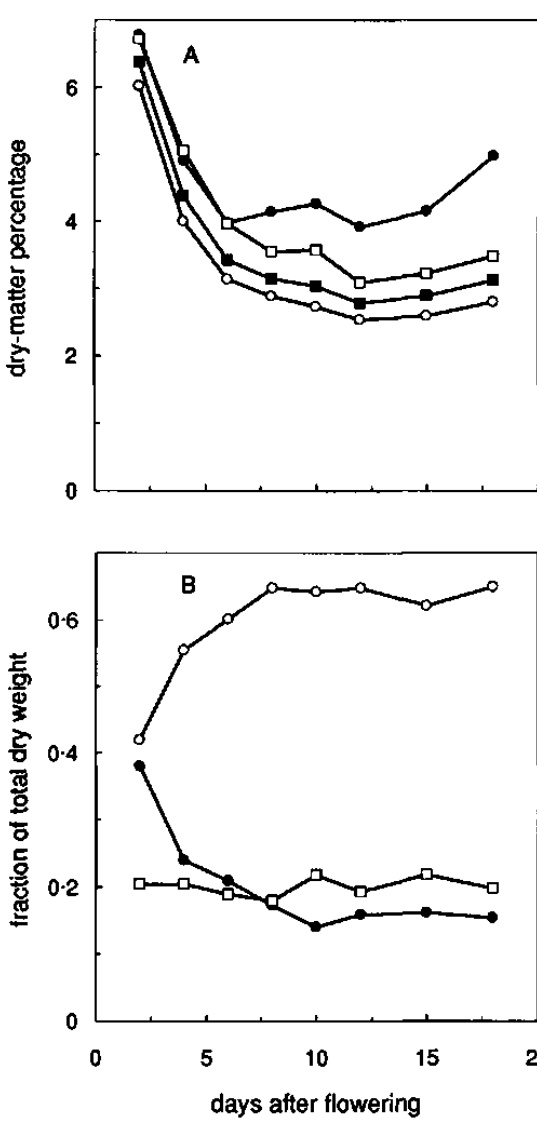 A
6
4
2
0
dry-matter percentage
B
0·6
0·4
0·2
0
fraction of total dry weight
0 5 10 15 2
days after flowering